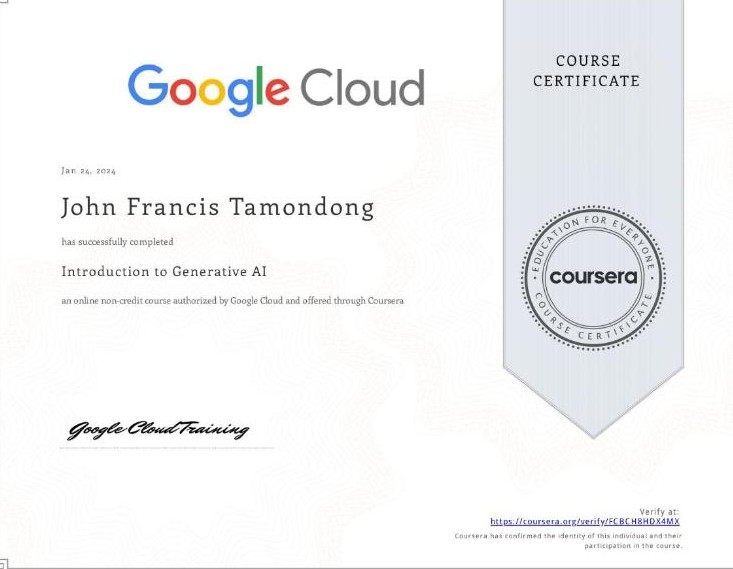 Google Cloud
COURSE
CERTIFICATE
Jan 24, 2024
John Francis Tamondong
has successfully completed
Introduction to Generative AI
an online non-credit course authorized by Google Cloud and offered through Coursera
EDUCATION FOR EVERYONE
coursera
COURSE CERTIFICATE
Google Cloud Training
Verify at:
https://coursera.org/verify/FCBCH8HDX4MX
Coursera has confirmed the identity of this individual and their
participation in the course.